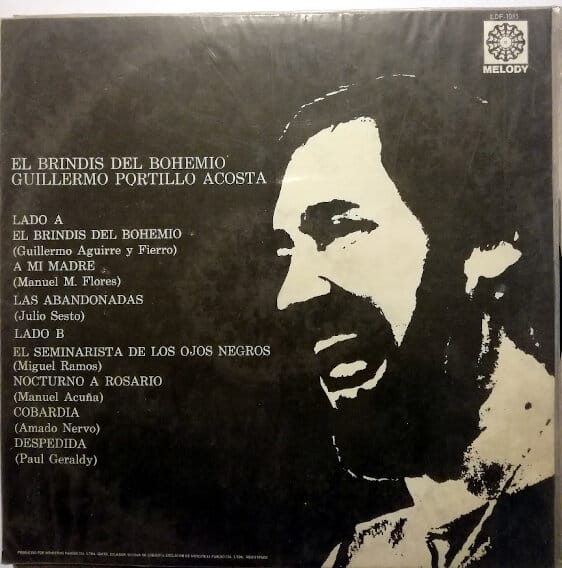 LDF-1081
MELODY
EL BRINDIS DEL BOHEMIO
GUILLERMO PORTILLO ACOSTA
LADO A
EL BRINDIS DEL BOHEMIO
(Guillermo Aguirre y Fierro)
A MI MADRE
(Manuel M. Flores)
LAS ABANDONADAS
(Julio Sesto)
LADO B
EL SEMINARISTA DE LOS OJOS NEGROS
(Miguel Ramos)
NOCTURNO A ROSARIO
(Manuel Acuña)
COBARDIA
(Amado Nervo)
DESPEDIDA
(Paul Geraldy)